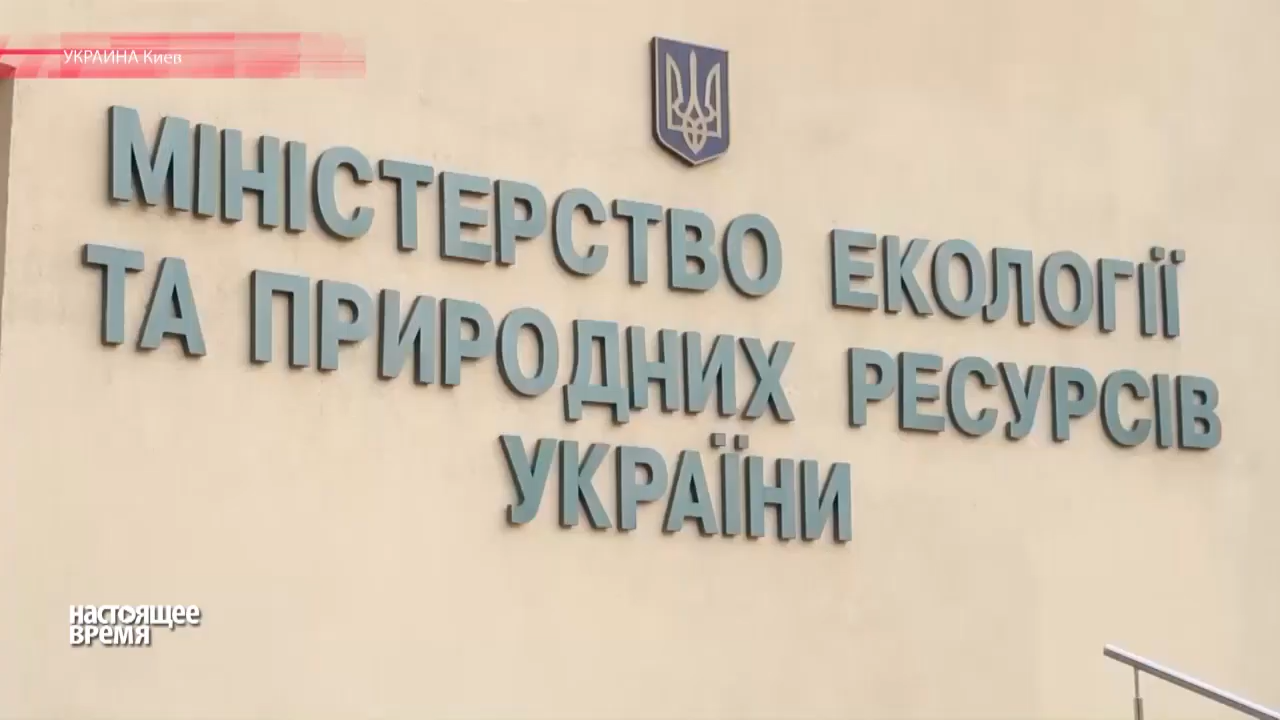 УКРАИНА Киев
МІНІСТЕРСТВО ЕКОЛОГІЇ
ТА ПРИРОДНИХ РЕСУРСІВ
УКРАЇНИ
НАСТОЯЩЕЕ
ВРЕМЯ